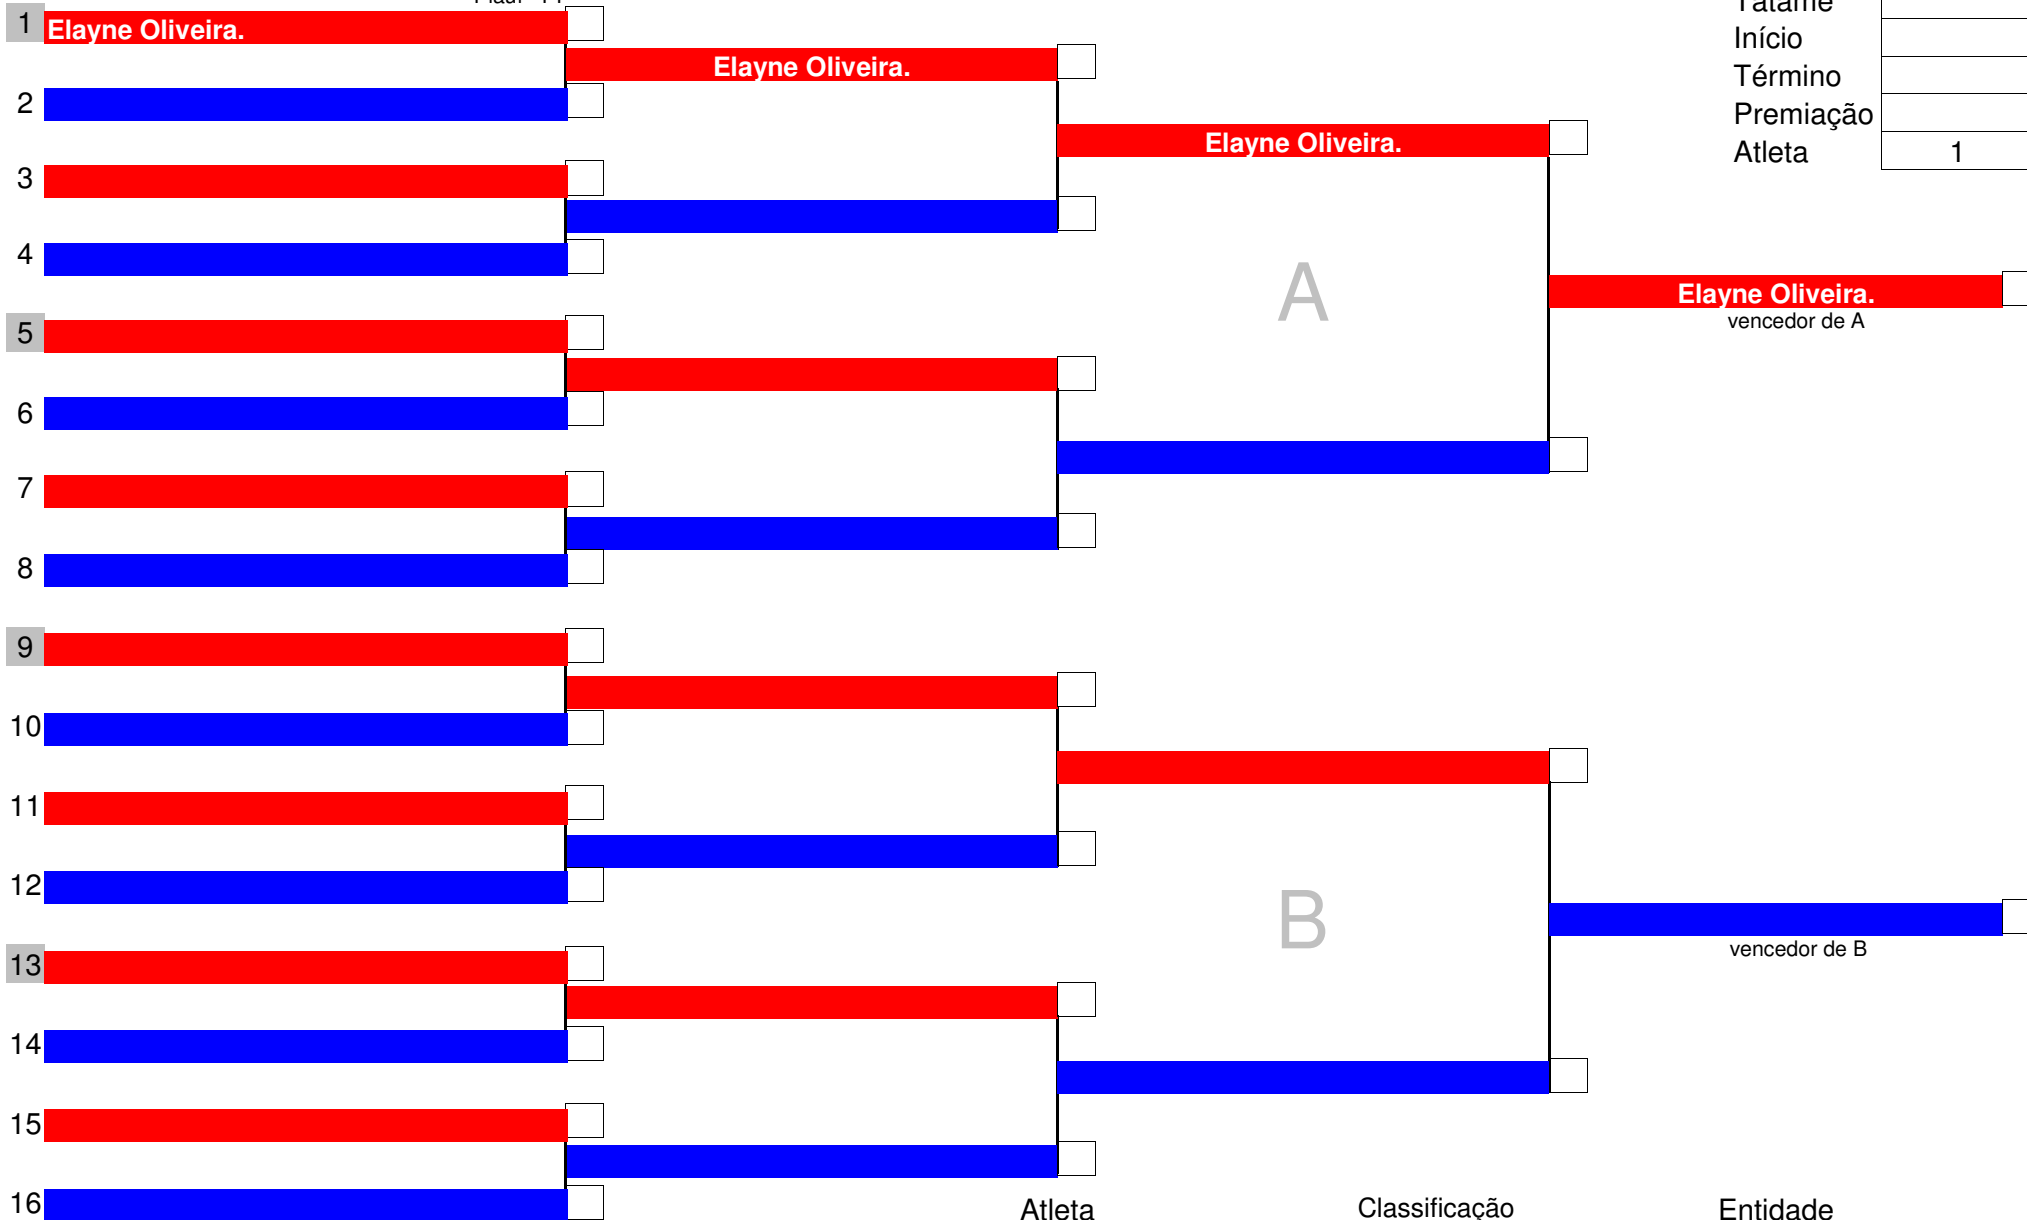 1 Elayne Oliveira.
Tatame
Início
Elayne Oliveira.
Término
2
Premiação
Elayne Oliveira.
Atleta 1
3
4
A
Elayne Oliveira.
vencedor de A
5
6
7
8
9
10
11
12
B
vencedor de B
13
14
15
16
Atleta Classificação Entidade